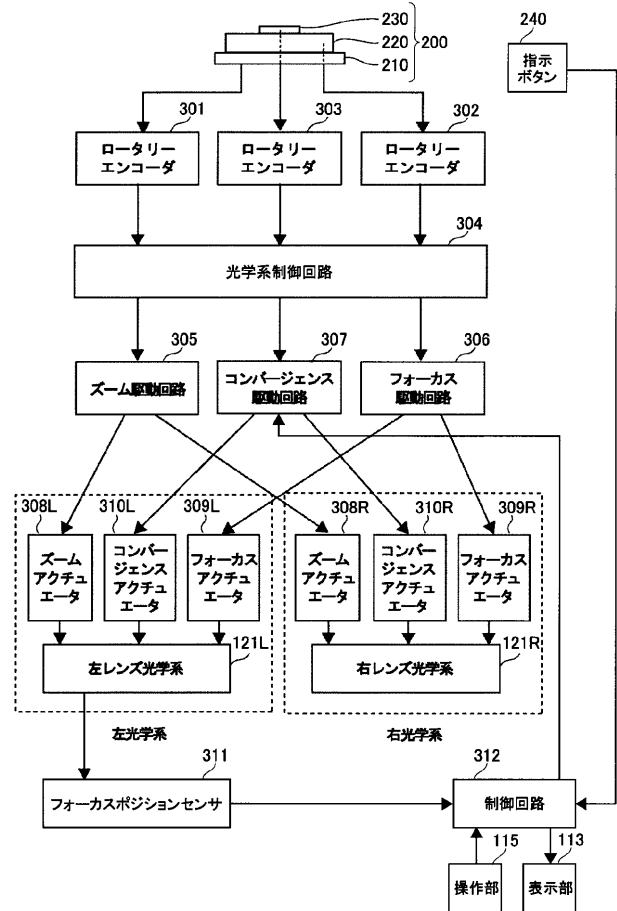 230
220
210
200
240
指示
ボタン
301
303
302
ロータリー
エンコーダ
ロータリー
エンコーダ
ロータリー
エンコーダ
304
光学系制御回路
305
307
306
ズーム駆動回路
コンバージェンス
駆動回路
フォーカス
駆動回路
308L
310L
309L
308R
310R
309R
ズーム
アクチュ
エータ
コンバー
ジェンス
アクチュ
エータ
フォーカス
アクチュ
エータ
ズーム
アクチュ
エータ
コンバー
ジェンス
アクチュ
エータ
フォーカス
アクチュ
エータ
121L
121R
左レンズ光学系
右レンズ光学系
左光学系
右光学系
311
312
フォーカスポジションセンサ
制御回路
115
113
操作部
表示部